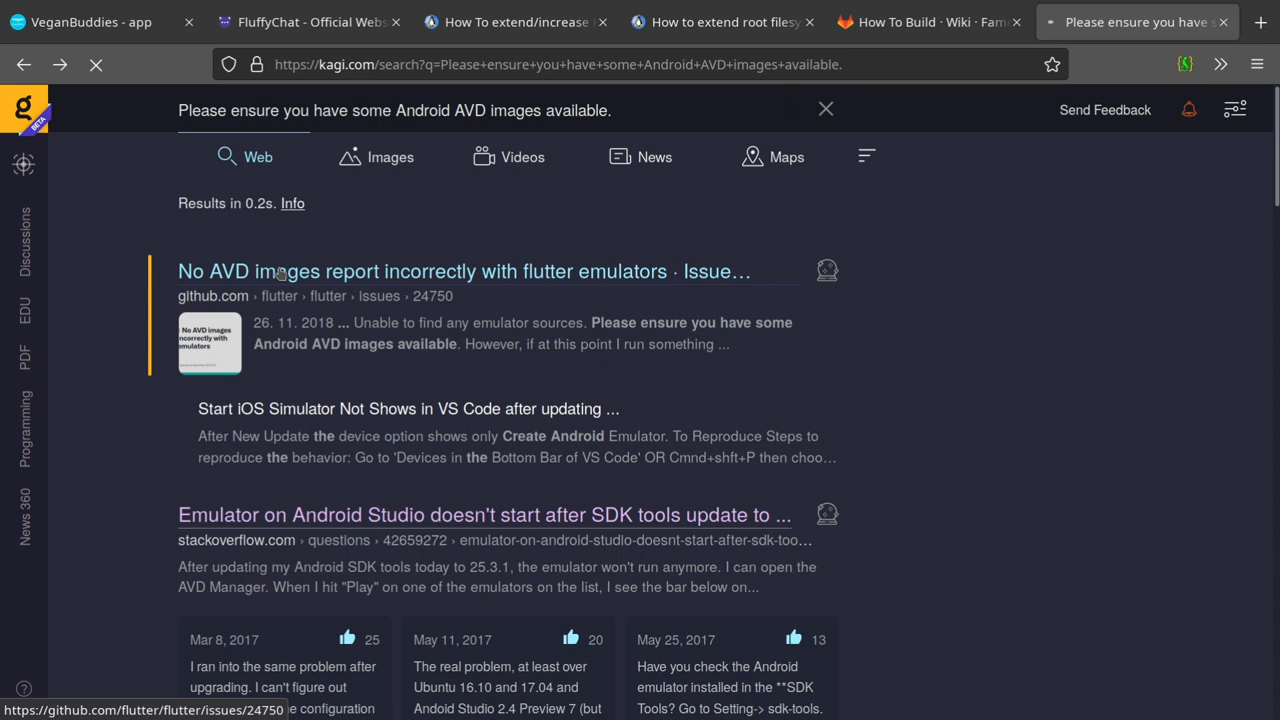 VeganBuddies - app
FluffyChat - Official Webs
How To extend/increase
How to extend root filesy
How To Build · Wiki · Fam
Please ensure you have s
https://kagi.com/search?q=Please+ensure+you+have+some+Android+AVD+images+available.
g
BETA
Please ensure you have some Android AVD images available.
Send Feedback
Web
Images
Videos
News
Maps
Results in 0.2s. Info
Discussions
EDU
PDF
Programming
News 360
No AVD images report incorrectly with flutter emulators · Issue…
github.com › flutter › flutter › issues › 24750
No AVD images
incorrectly with
emulators
26. 11. 2018 ... Unable to find any emulator sources. Please ensure you have some
Android AVD images available. However, if at this point I run something ...
Start iOS Simulator Not Shows in VS Code after updating ...
After New Update the device option shows only Create Android Emulator. To Reproduce Steps to
reproduce the behavior: Go to 'Devices in the Bottom Bar of VS Code' OR Cmnd+shft+P then choo…
Emulator on Android Studio doesn't start after SDK tools update to ...
stackoverflow.com › questions › 42659272 › emulator-on-android-studio-doesnt-start-after-sdk-too…
After updating my Android SDK tools today to 25.3.1, the emulator won't run anymore. I can open the
AVD Manager. When I hit "Play" on one of the emulators on the list, I see the bar below on...
Mar 8, 2017
25
I ran into the same problem after
upgrading. I can't figure out
configuration
May 11, 2017
20
The real problem, at least over
Ubuntu 16.10 and 17.04 and
Android Studio 2.4 Preview 7 (but
May 25, 2017
13
Have you check the Android
emulator installed in the **SDK
Tools? Go to Setting-> sdk-tools.
https://github.com/flutter/flutter/issues/24750